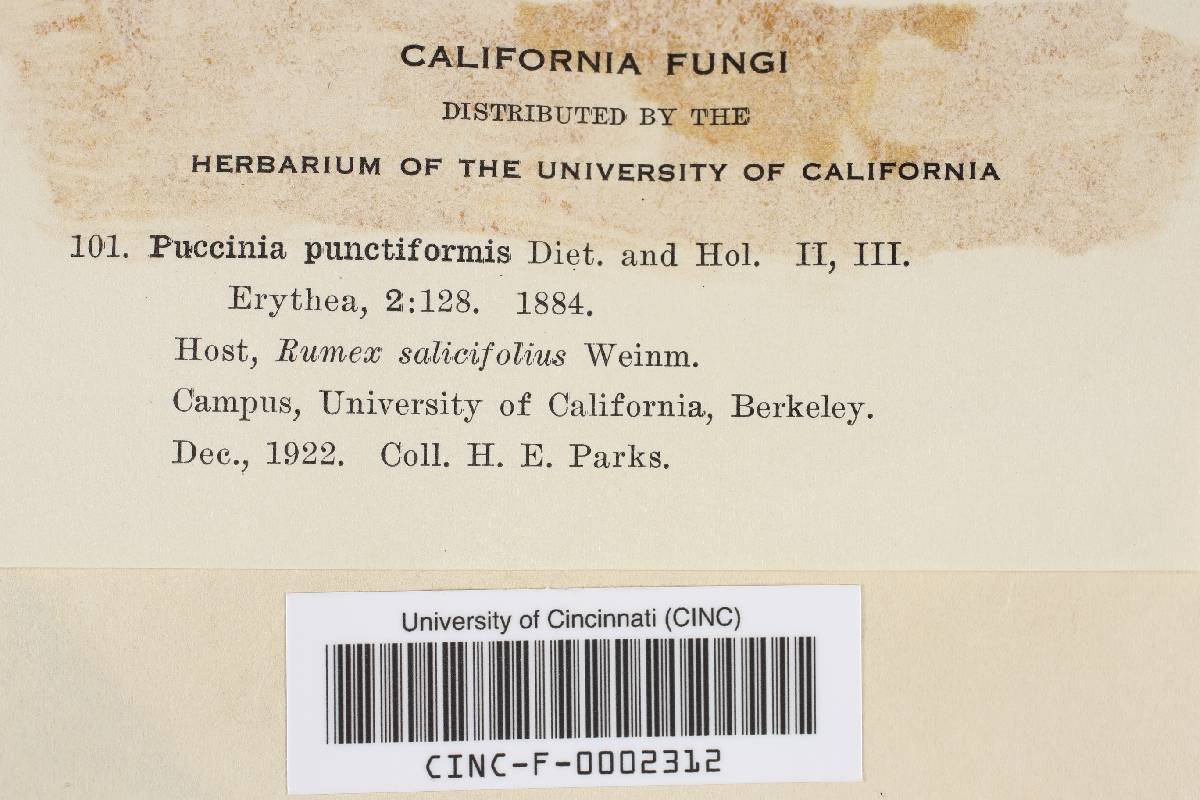 CALIFORNIA FUNGI
DISTRIBUTED BY THE
HERBARIUM OF THE UNIVERSITY OF CALIFORNIA
101. Puccinia punctiformis Diet. and Hol. II, III.
Erythea, 2:128. 1884.
Host, Rumex salicifolius Weinm.
Campus, University of California, Berkeley.
Dec., 1922. Coll. H. E. Parks.
University of Cincinnati (CINC)
CINC-F-0002312